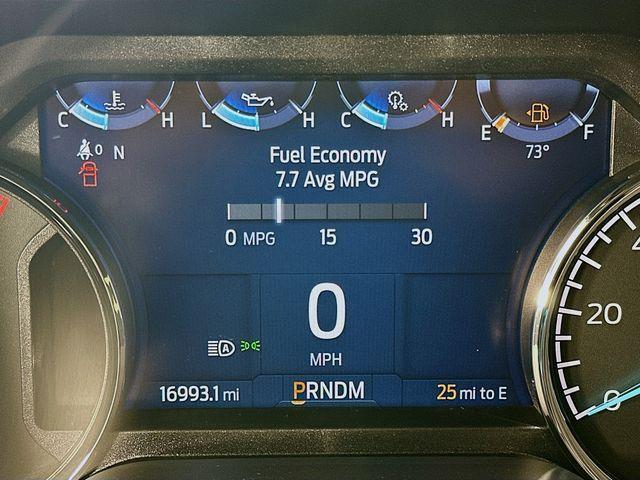 C H L H C H E F
0 N 73°
Fuel Economy
7.7 Avg MPG
0 MPG 15 30
0
MPH
A
20
0
16993.1 mi PRNDM 25 mi to E